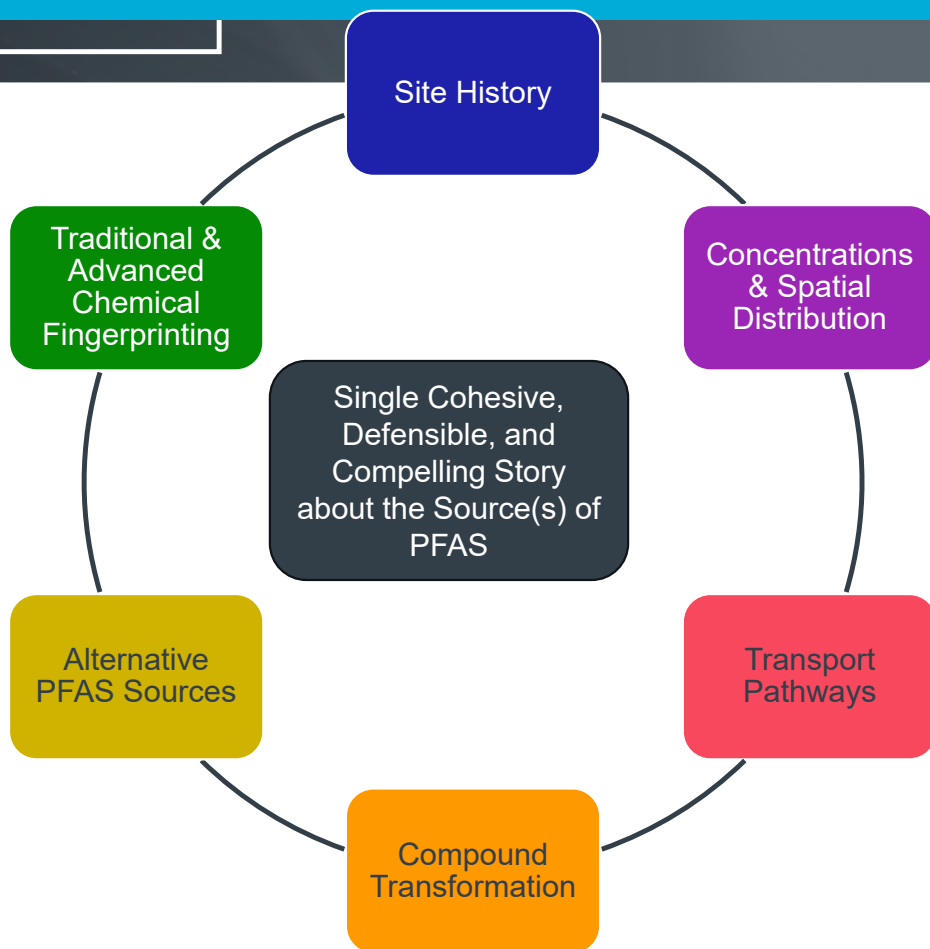 Site History
Traditional &
Advanced
Chemical
Fingerprinting
Concentrations
& Spatial
Distribution
Single Cohesive,
Defensible, and
Compelling Story
about the Source(s) of
PFAS
Alternative
PFAS Sources
Transport
Pathways
Compound
Transformation